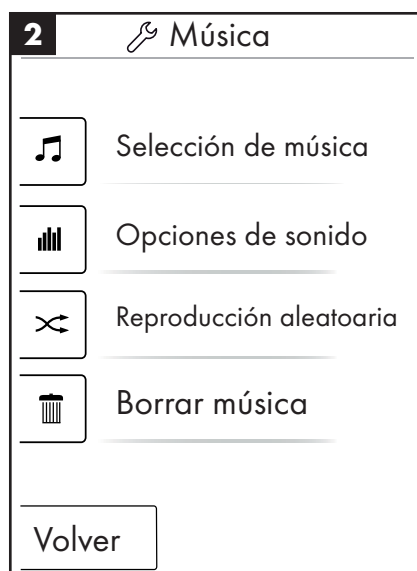 2
Música
Selección de música
Opciones de sonido
Reproducción aleatoaria
Borrar música
Volver